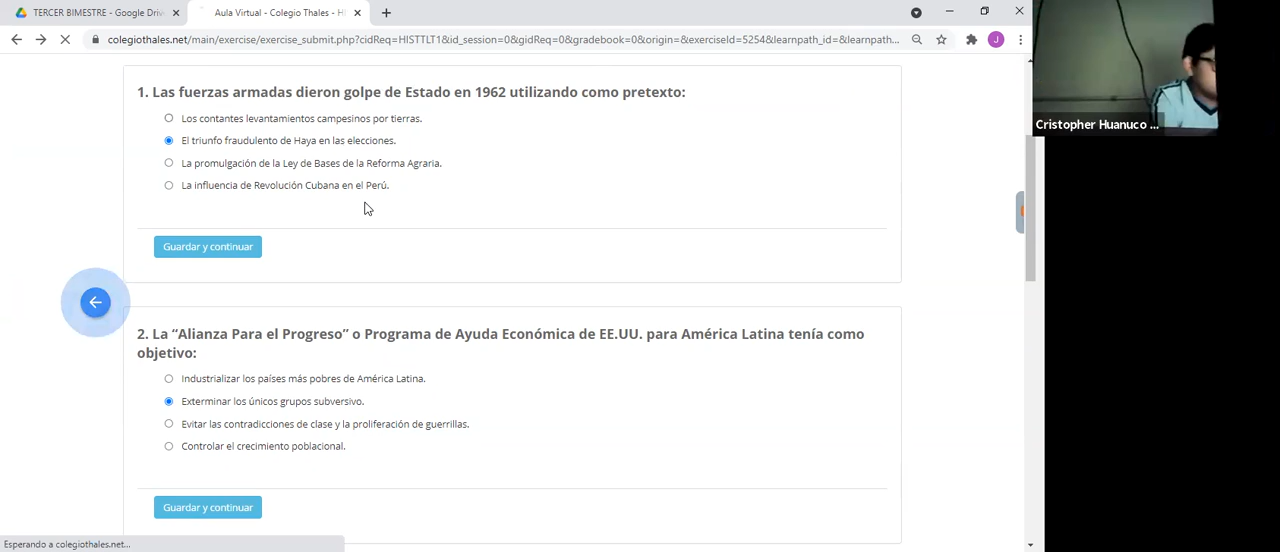 TERCER BIMESTRE - Google Driv
Aula Virtual - Colegio Thales - HI
colegiothales.net/main/exercise/exercise_submit.php?cidReq=HISTTLT1&id_session=0&gidReq=0&gradebook=0&origin=&exerciseId=5254&learnpath_id=&learnpath...
J
Cristopher Huanuco ...
1. Las fuerzas armadas dieron golpe de Estado en 1962 utilizando como pretexto:
Los contantes levantamientos campesinos por tierras.
El triunfo fraudulento de Haya en las elecciones.
La promulgación de la Ley de Bases de la Reforma Agraria.
La influencia de Revolución Cubana en el Perú.
Guardar y continuar
2. La “Alianza Para el Progreso” o Programa de Ayuda Económica de EE.UU. para América Latina tenía como
objetivo:
Industrializar los países más pobres de América Latina.
Exterminar los únicos grupos subversivo.
Evitar las contradicciones de clase y la proliferación de guerrillas.
Controlar el crecimiento poblacional.
Guardar y continuar
Esperando a colegiothales.net...